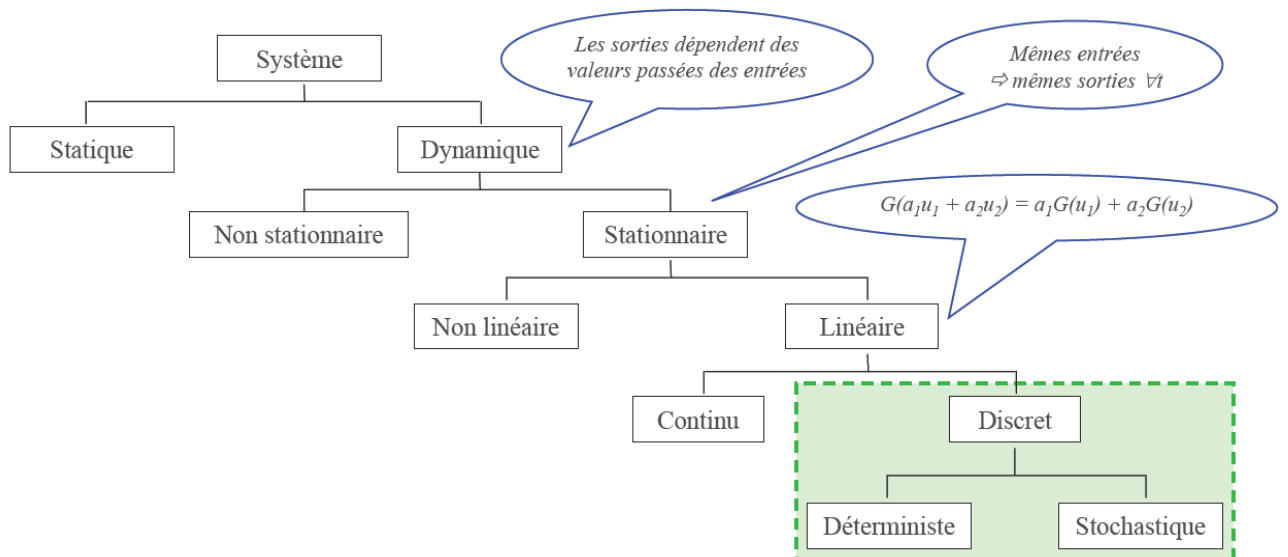 Système
Les sorties dépendent des
valeurs passées des entrées
Mêmes entrées
⇨ mêmes sorties ∀t
Statique
Dynamique
G(a₁u₁ + a₂u₂) = a₁G(u₁) + a₂G(u₂)
Non stationnaire
Stationnaire
Non linéaire
Linéaire
Continu
Discret
Déterministe
Stochastique